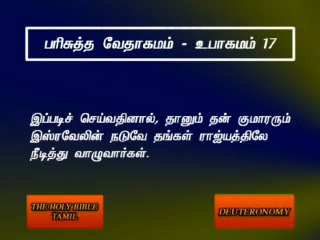 பரிசுத்த வேதாகமம் - உபாகமம் 17
இப்படிச் செய்வதினால், தானும் தன் குமாரரும்
இஸ்ரவேலின் நடுவே தங்கள் ராஜ்யத்திலே
நீடித்து வாழுவார்கள்.
THE HOLY BIBLE
TAMIL
DEUTERONOMY